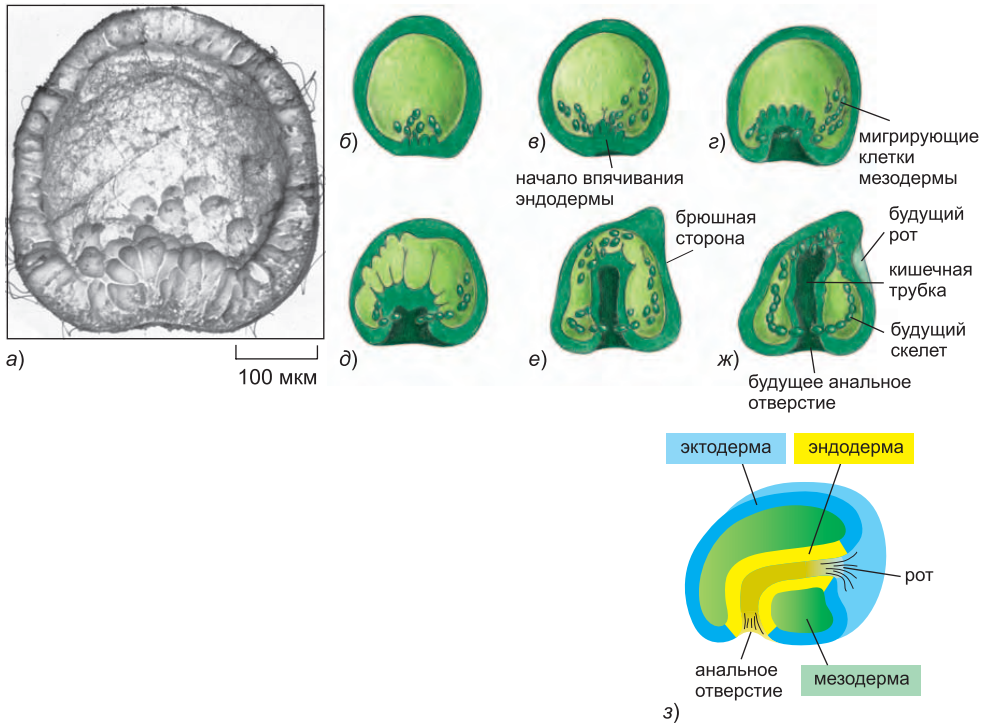 а)
100 мкм
б)
в)
г)
начало впячивания
эндодермы
мигрирующие
клетки
мезодермы
д)
е)
ж)
брюшная
сторона
будущий
рот
кишечная
трубка
будущий
скелет
будущее анальное
отверстие
эктодерма
эндодерма
рот
анальное
отверстие
мезодерма
з)